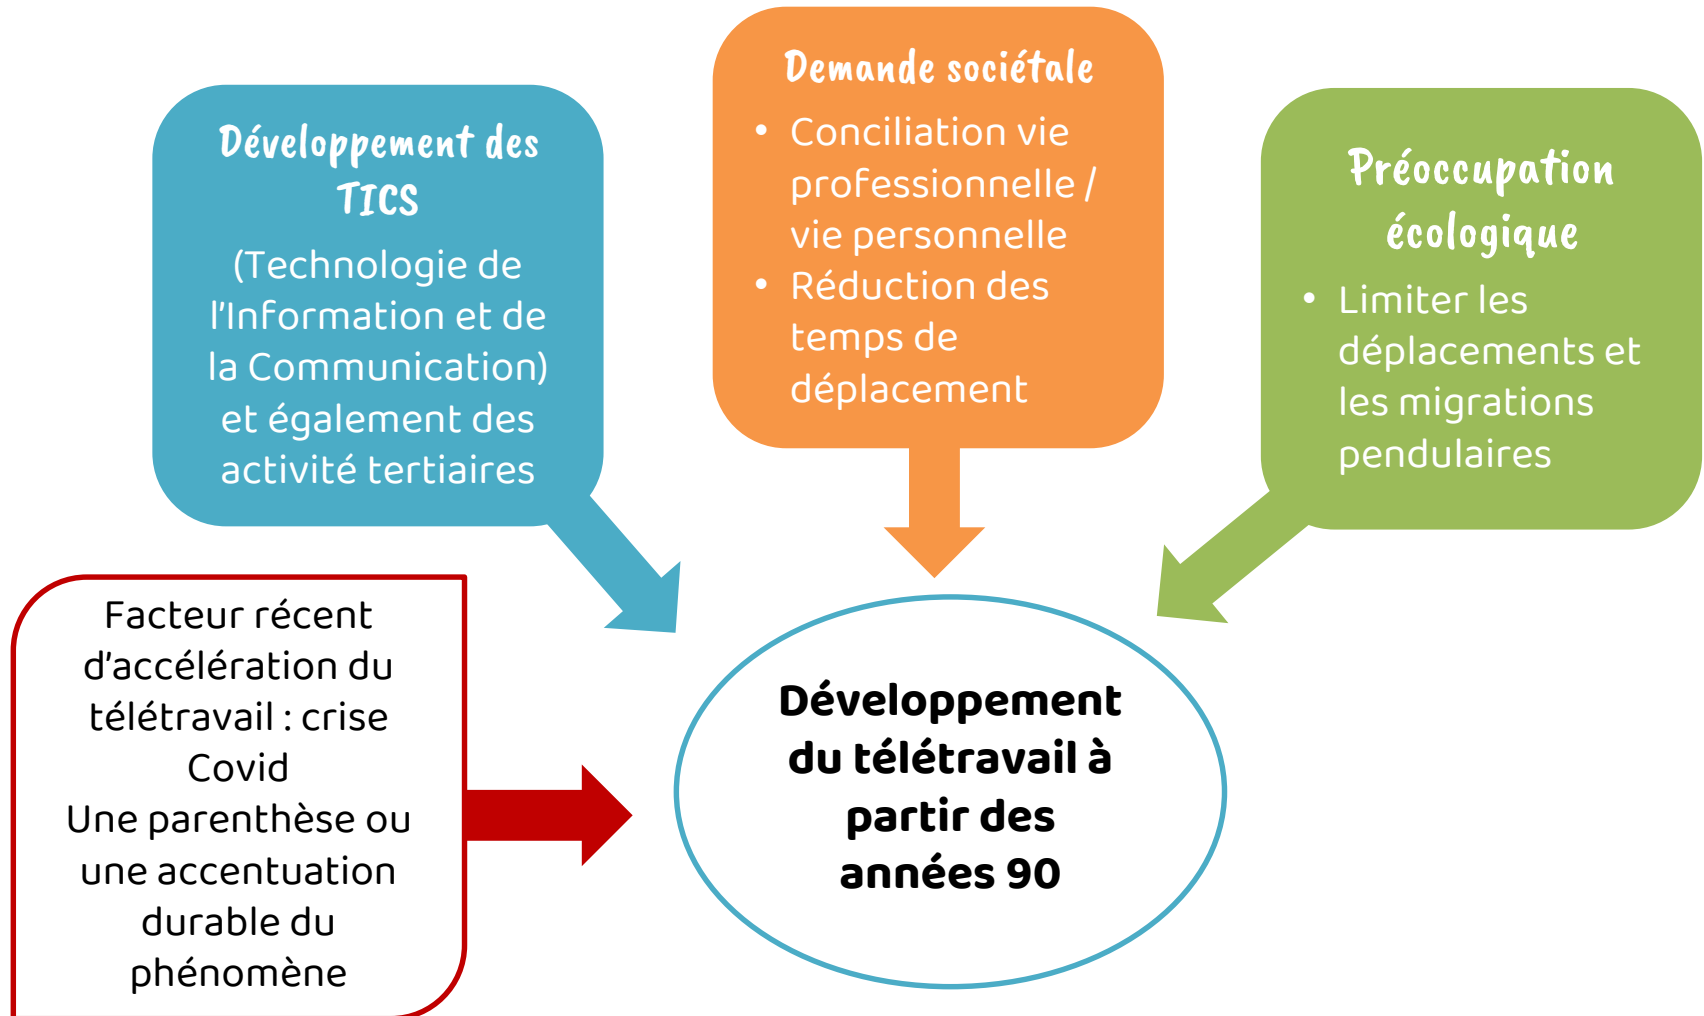 Développement des
TICS
(Technologie de
l'Information et de
la Communication)
et également des
activité tertiaires
Demande sociétale
• Conciliation vie
professionnelle /
vie personnelle
• Réduction des
temps de
déplacement
Préoccupation
écologique
• Limiter les
déplacements et
les migrations
pendulaires
Facteur récent
d'accélération du
télétravail : crise
Covid
Une parenthèse ou
une accentuation
durable du
phénomène
Développement
du télétravail à
partir des
années 90